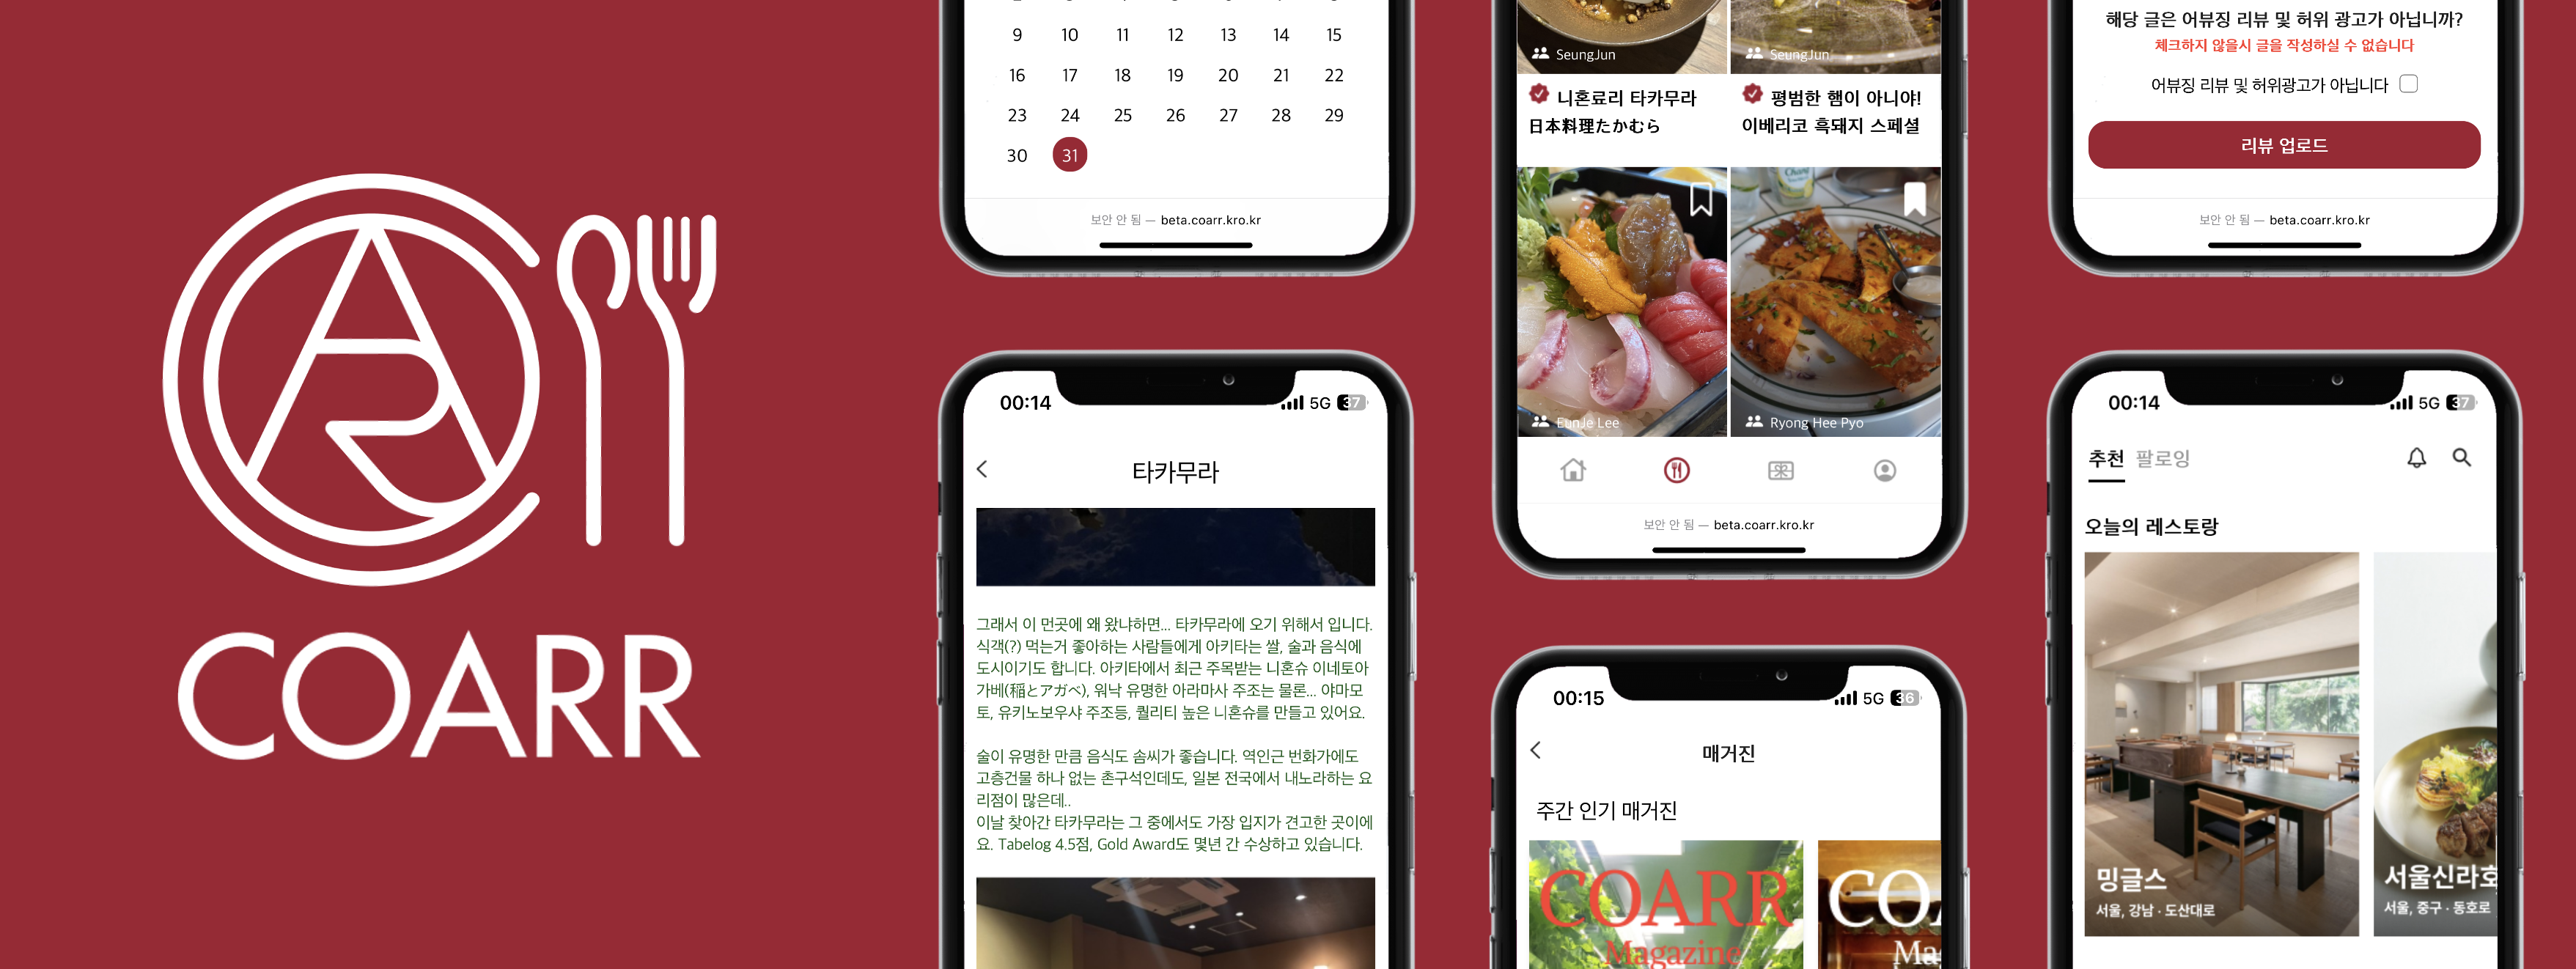 COARR
9 10 11 12 13 14 15
16 17 18 19 20 21 22
23 24 25 26 27 28 29
30 31
보안 안 됨 — beta.coarr.kro.kr
00:14
5G 37
타카무라
그래서 이 먼곳에 왜 왔냐하면... 타카무라에 오기 위해서 입니다.
식객(?) 먹는거 좋아하는 사람들에게 아키타는 쌀, 술과 음식에
도시이기도 합니다. 아키타에서 최근 주목받는 니혼슈 이네토아
가베(稲とアガベ), 워낙 유명한 아라마사 주조는 물론... 야마모
토, 유키노보우샤 주조등, 퀄리티 높은 니혼슈를 만들고 있어요.
술이 유명한 만큼 음식도 솜씨가 좋습니다. 역인근 번화가에도
고층건물 하나 없는 촌구석인데도, 일본 전국에서 내노라하는 요
리점이 많은데..
이날 찾아간 타카무라는 그 중에서도 가장 입지가 견고한 곳이에
요. Tabelog 4.5점, Gold Award도 몇년 간 수상하고 있습니다.
SeungJun
SeungJun
니혼료리 타카무라
日本料理たかむら
평범한 햄이 아니야!
이베리코 흑돼지 스페셜
Chang
EunJe Lee
Ryong Hee Pyo
보안 안 됨 — beta.coarr.kro.kr
00:15
5G 36
매거진
주간 인기 매거진
COARR
Magazine
CO
Ma
해당 글은 어뷰징 리뷰 및 허위 광고가 아닙니까?
체크하지 않을시 글을 작성하실 수 없습니다
어뷰징 리뷰 및 허위광고가 아닙니다
리뷰 업로드
보안 안 됨 — beta.coarr.kro.kr
00:14
5G 37
추천 팔로잉
오늘의 레스토랑
밍글스
서울, 강남 · 도산대로
서울신라호
서울, 중구 · 동호로